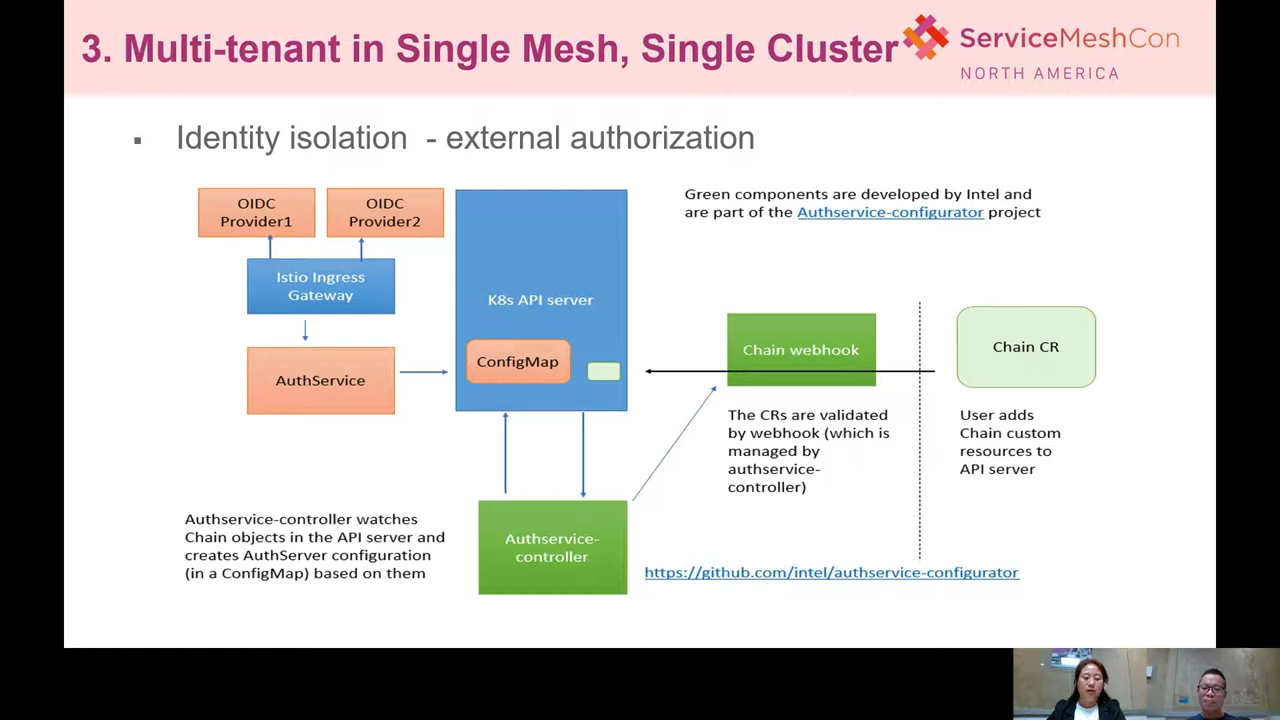 3. Multi-tenant in Single Mesh, Single Cluster
ServiceMeshCon
NORTH AMERICA
Identity isolation - external authorization
OIDC
Provider1
OIDC
Provider2
Istio Ingress
Gateway
AuthService
K8s API server
ConfigMap
Green components are developed by Intel and
are part of the Authservice-configurator project
Chain webhook
Chain CR
The CRs are validated
by webhook (which is
managed by
authservice-
controller)
User adds
Chain custom
resources to
API server
Authservice-controller watches
Chain objects in the API server and
creates AuthServer configuration
(in a ConfigMap) based on them
Authservice-
controller
https://github.com/intel/authservice-configurator